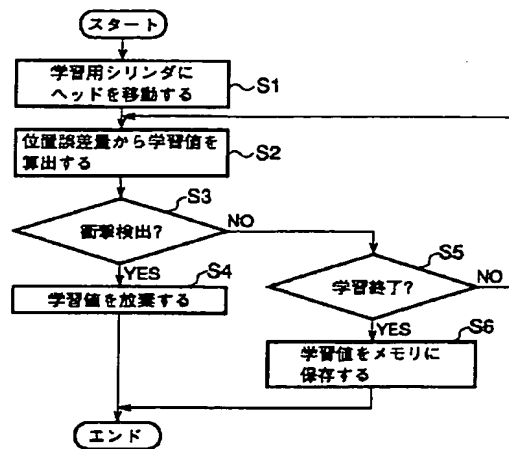 スタート
学習用シリンダに
ヘッドを移動する
S1
位置誤差量から学習値を
算出する
S2
S3
衝撃検出?
NO
YES
S4
学習値を放棄する
S5
学習終了?
NO
YES
S6
学習値をメモリに
保存する
エンド